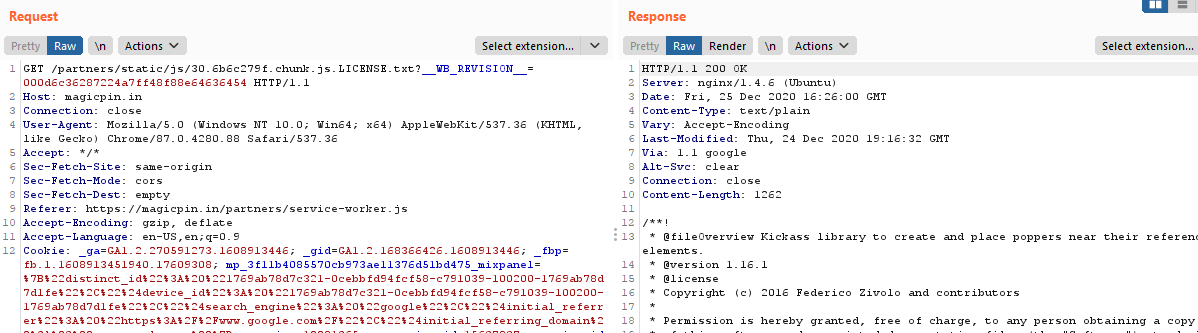 Request
Pretty Raw \n Actions Select extension...
1 GET /partners/static/js/30.6b6c279f.chunk.js.LICENSE.txt?__WB_REVISION__=
000d6c36287224a7ff48f88e64636454 HTTP/1.1
2 Host: magicpin.in
3 Connection: close
4 User-Agent: Mozilla/5.0 (Windows NT 10.0; Win64; x64) AppleWebKit/537.36 (KHTML,
like Gecko) Chrome/87.0.4280.88 Safari/537.36
5 Accept: */*
6 Sec-Fetch-Site: same-origin
7 Sec-Fetch-Mode: cors
8 Sec-Fetch-Dest: empty
9 Referer: https://magicpin.in/partners/service-worker.js
10 Accept-Encoding: gzip, deflate
11 Accept-Language: en-US,en;q=0.9
12 Cookie: _ga=GA1.2.270591273.1608913446; _gid=GA1.2.168366426.1608913446; _fbp=
fb.1.1608913451940.17609308; mp_3f11b4085570cb973ae11376d51bd475_mixpanel=
%7B%22distinct_id%22%3A%20%221769ab78d7c321-0cebbfd94fcf58-c791039-100200-1769ab78d
7d1fe%22%2C%22%24device_id%22%3A%20%221769ab78d7c321-0cebbfd94fcf58-c791039-100200-
1769ab78d7d1fe%22%2C%22%24search_engine%22%3A%20%22google%22%2C%22%24initial_referr
er%22%3A%20%22https%3A%2F%2Fwww.google.com%2F%22%2C%22%24initial_referring_domain%2
Response
Pretty Raw Render \n Actions Select extension...
1 HTTP/1.1 200 OK
2 Server: nginx/1.4.6 (Ubuntu)
3 Date: Fri, 25 Dec 2020 16:26:00 GMT
4 Content-Type: text/plain
5 Vary: Accept-Encoding
6 Last-Modified: Thu, 24 Dec 2020 19:16:32 GMT
7 Via: 1.1 google
8 Alt-Svc: clear
9 Connection: close
10 Content-Length: 1262
11
12 /**!
13 * @fileOverview Kickass library to create and place poppers near their referenc
elements.
14 * @version 1.16.1
15 * @license
16 * Copyright (c) 2016 Federico Zivolo and contributors
17 *
18 * Permission is hereby granted, free of charge, to any person obtaining a copy